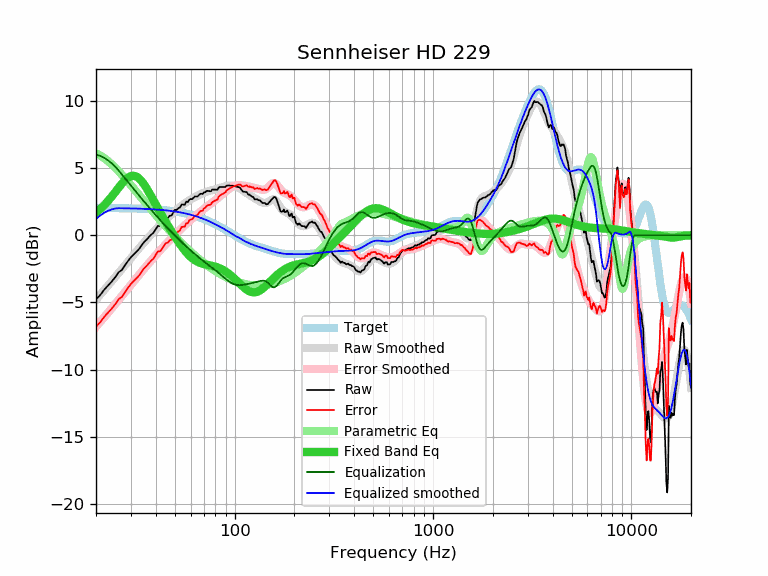 Sennheiser HD 229
10
5
0
−5
−10
−15
−20
Amplitude (dBr)
Target
Raw Smoothed
Error Smoothed
Raw
Error
Parametric Eq
Fixed Band Eq
Equalization
Equalized smoothed
100
1000
10000
Frequency (Hz)